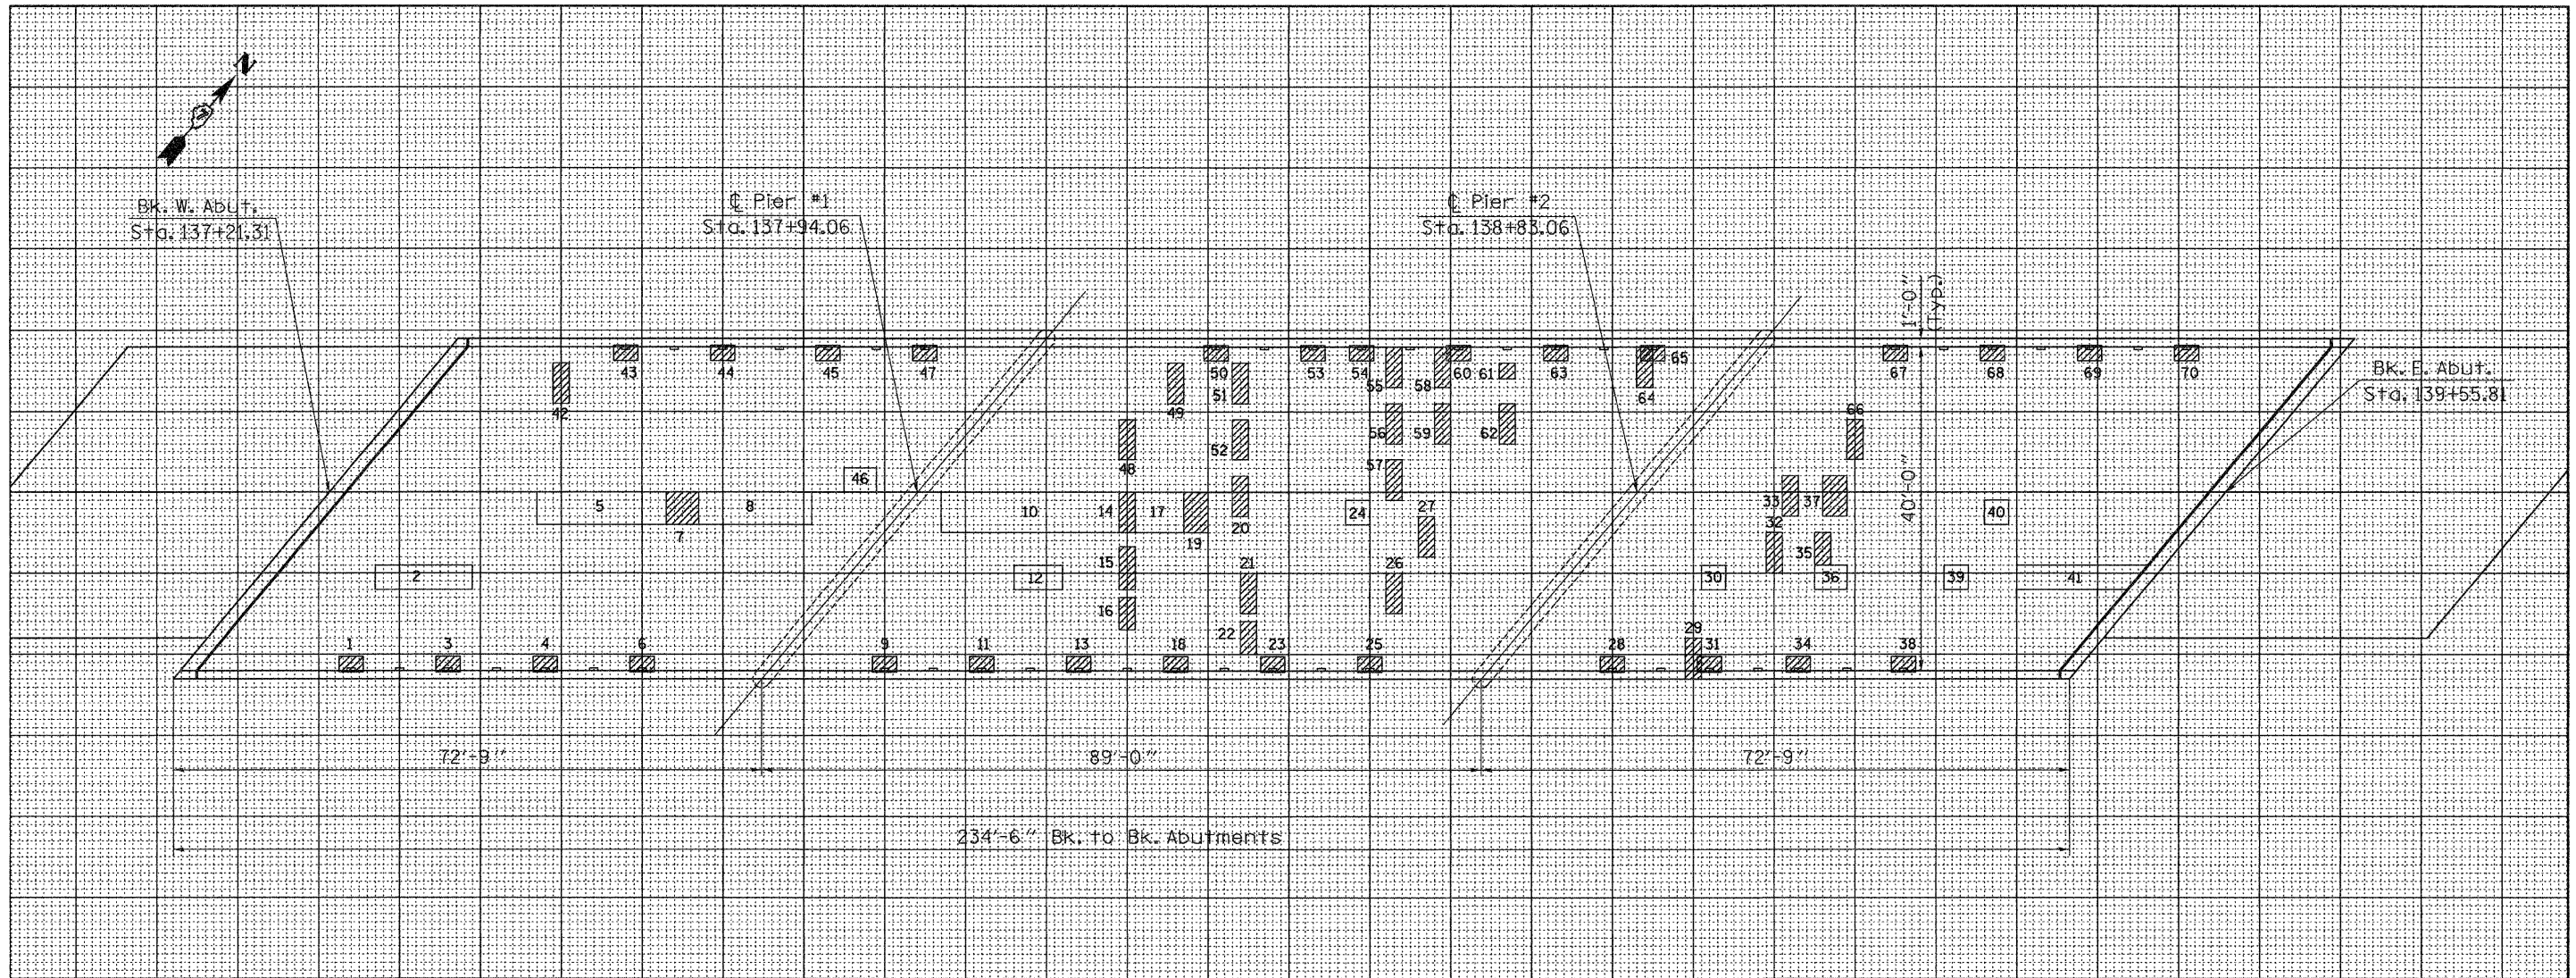 N
Bk. W. Abut.
Sta. 137+21.31
℄ Pier #1
Sta. 137+94.06
℄ Pier #2
Sta. 138+83.06
1'-0"
(Typ.)
Bk. E. Abut.
Sta. 139+55.81
43 44 45 47 50 53 54 60 61 63 65 67 68 69 70
42 49 51 55 58 64
48 52 56 59 62 66
46 57
5 7 8 10 14 17 19 20 24 27 33 37 40
40'-0"
2 12 15 21 26 32 35 30 36 39 41
16 22 29
1 3 4 6 9 11 13 18 23 25 28 31 34 38
72'-9"
89'-0"
72'-9"
234'-6" Bk. to Bk. Abutments